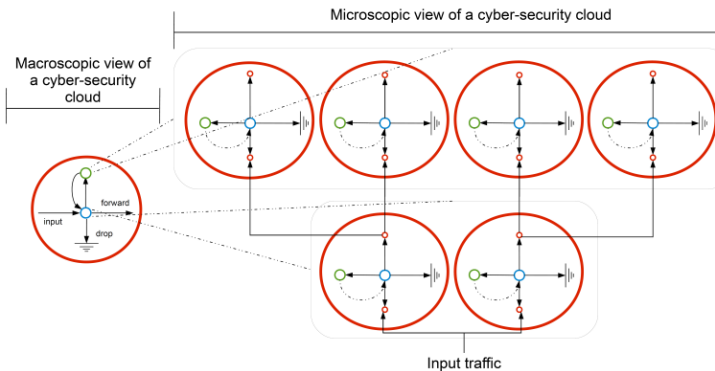 Microscopic view of a cyber-security cloud
Macroscopic view of
a cyber-security
cloud
forward
input
drop
Input traffic